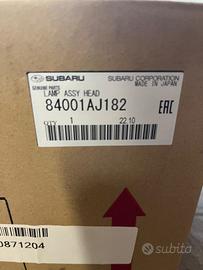 SUBARU
SUBARU CORPORATION
GENUINE PARTS
MADE IN JAPAN
LAMP ASSY HEAD
84001AJ182
EAC
QTY 1 22.10
0871204
subito